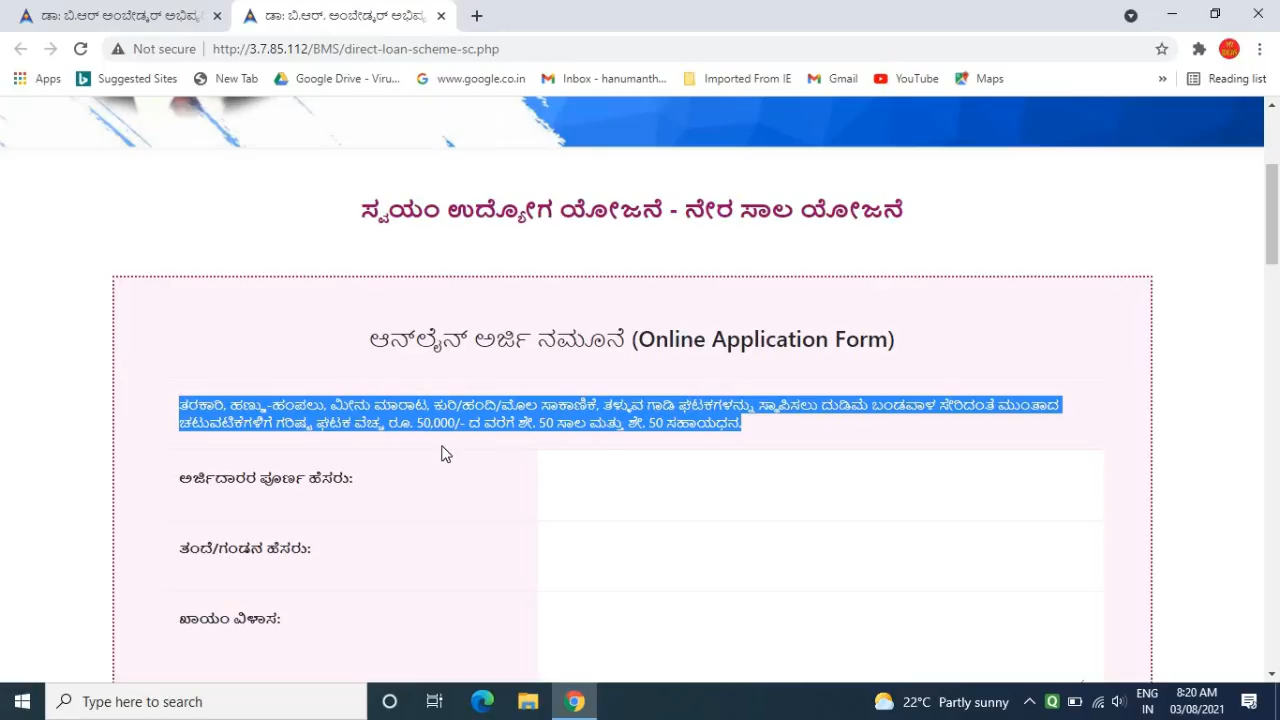 ಡಾ: ಬಿ.ಆರ್ ಅಂಬೇಡ್ಕರ್ ಅಭಿವೃ
ಡಾ: ಬಿ.ಆರ್. ಅಂಬೇಡ್ಕರ್ ಅಭಿವೃ
Not secure
http://3.7.85.112/BMS/direct-loan-scheme-sc.php
Apps
Suggested Sites
New Tab
Google Drive - Viru...
www.google.co.in
Inbox - hanumanth...
Imported From IE
Gmail
YouTube
Maps
»
Reading list
ಸ್ವಯಂ ಉದ್ಯೋಗ ಯೋಜನೆ - ನೇರ ಸಾಲ ಯೋಜನೆ
ಆನ್‌ಲೈನ್ ಅರ್ಜಿ ನಮೂನೆ (Online Application Form)
ತರಕಾರಿ, ಹಣ್ಣು-ಹಂಪಲು, ಮೀನು ಮಾರಾಟ, ಕುರಿ/ಹಂದಿ/ಮೊಲ ಸಾಕಾಣಿಕೆ, ತಳ್ಳುವ ಗಾಡಿ ಘಟಕಗಳನ್ನು ಸ್ಥಾಪಿಸಲು ದುಡಿಮೆ ಬಂಡವಾಳ ಸೇರಿದಂತೆ ಮುಂತಾದ
ಚಟುವಟಿಕೆಗಳಿಗೆ ಗರಿಷ್ಟ ಘಟಕ ವೆಚ್ಚ ರೂ. 50,000/- ದ ವರೆಗೆ ಶೇ. 50 ಸಾಲ ಮತ್ತು ಶೇ. 50 ಸಹಾಯಧನ.
ಅರ್ಜಿದಾರರ ಪೂರ್ಣ ಹೆಸರು:
ತಂದೆ/ಗಂಡನ ಹೆಸರು:
ಖಾಯಂ ವಿಳಾಸ:
Type here to search
22°C Partly sunny
ENG
IN
8:20 AM
03/08/2021